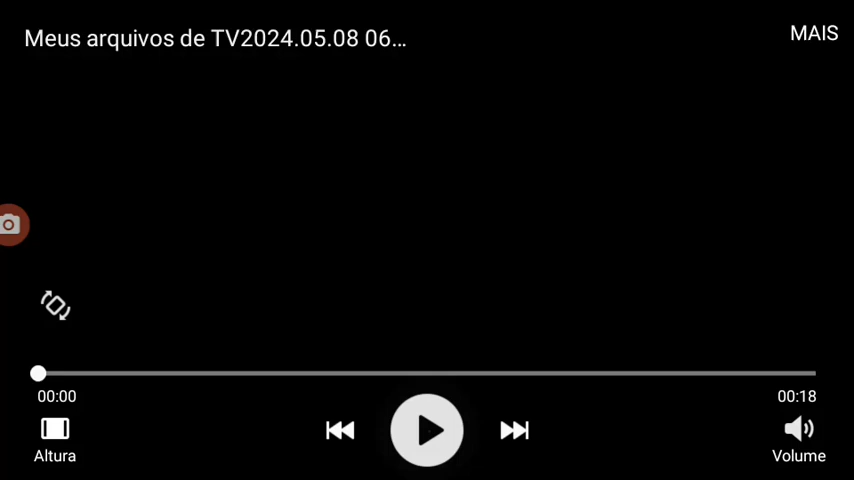 Meus arquivos de TV2024.05.08 06...
MAIS
00:00
00:18
Altura
Volume